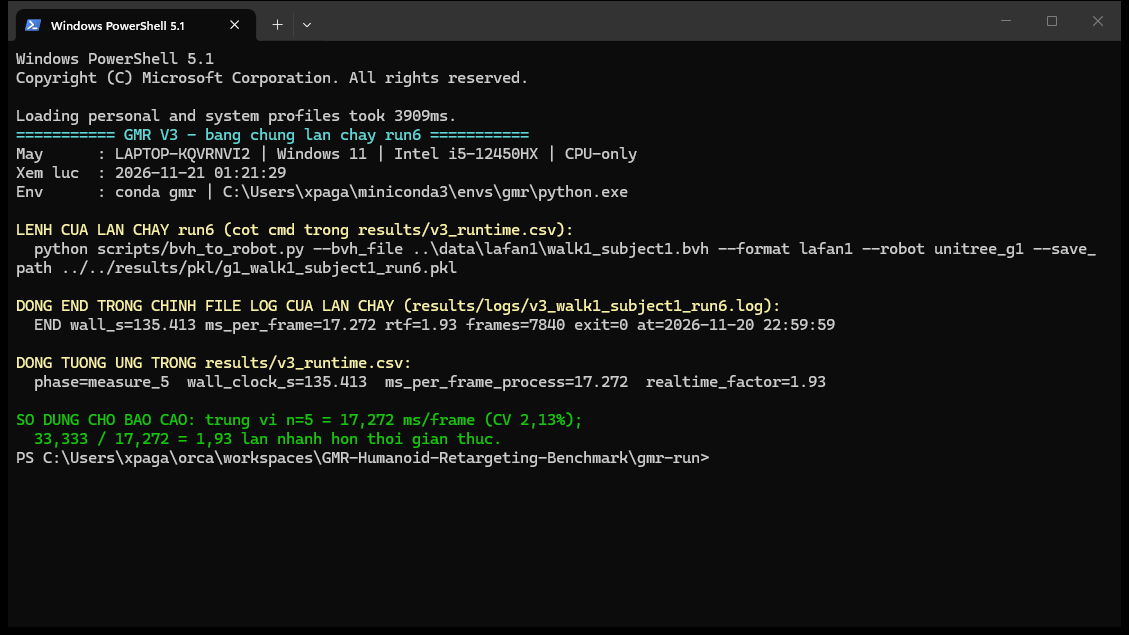 Windows PowerShell 5.1
Windows PowerShell 5.1
Copyright (C) Microsoft Corporation. All rights reserved.
Loading personal and system profiles took 3909ms.
=========== GMR V3 - bang chung lan chay run6 ===========
May      : LAPTOP-KQVRNVI2 | Windows 11 | Intel i5-12450HX | CPU-only
Xem luc  : 2026-11-21 01:21:29
Env      : conda gmr | C:\Users\xpaga\miniconda3\envs\gmr\python.exe
LENH CUA LAN CHAY run6 (cot cmd trong results/v3_runtime.csv):
  python scripts/bvh_to_robot.py --bvh_file ..\data\lafan1\walk1_subject1.bvh --format lafan1 --robot unitree_g1 --save_
path ../../results/pkl/g1_walk1_subject1_run6.pkl
DONG END TRONG CHINH FILE LOG CUA LAN CHAY (results/logs/v3_walk1_subject1_run6.log):
  END wall_s=135.413 ms_per_frame=17.272 rtf=1.93 frames=7840 exit=0 at=2026-11-20 22:59:59
DONG TUONG UNG TRONG results/v3_runtime.csv:
  phase=measure_5  wall_clock_s=135.413  ms_per_frame_process=17.272  realtime_factor=1.93
SO DUNG CHO BAO CAO: trung vi n=5 = 17,272 ms/frame (CV 2,13%);
  33,333 / 17,272 = 1,93 lan nhanh hon thoi gian thuc.
PS C:\Users\xpaga\orca\workspaces\GMR-Humanoid-Retargeting-Benchmark\gmr-run>